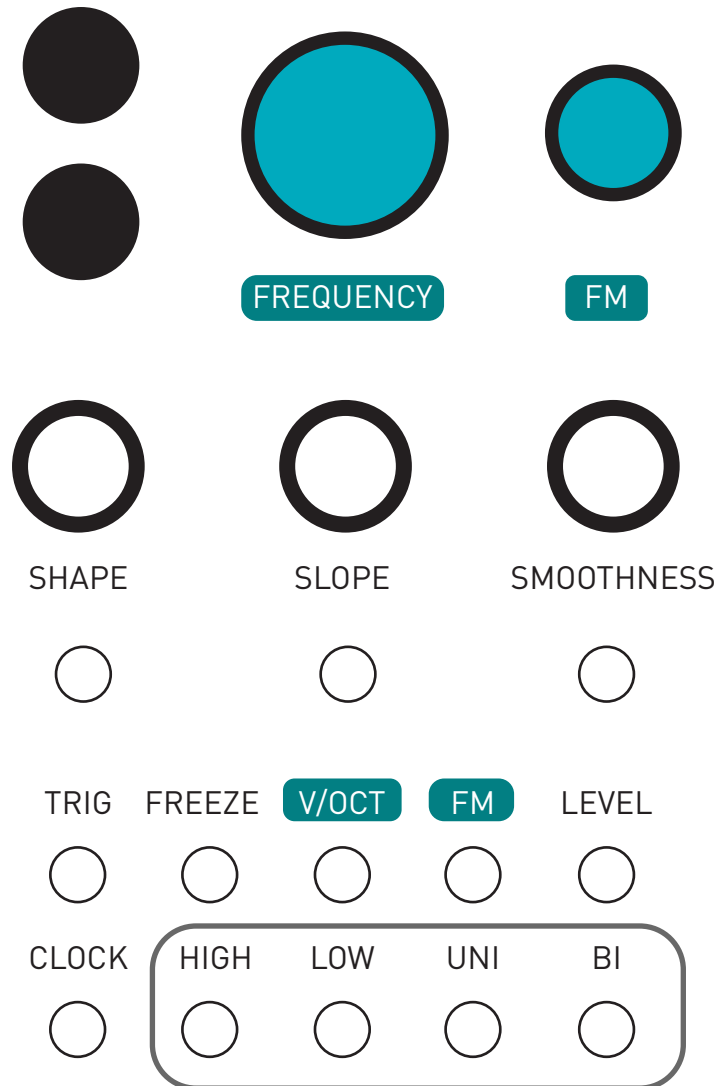 FREQUENCY FM
SHAPE SLOPE SMOOTHNESS
TRIG FREEZE V/OCT FM LEVEL
CLOCK HIGH LOW UNI BI